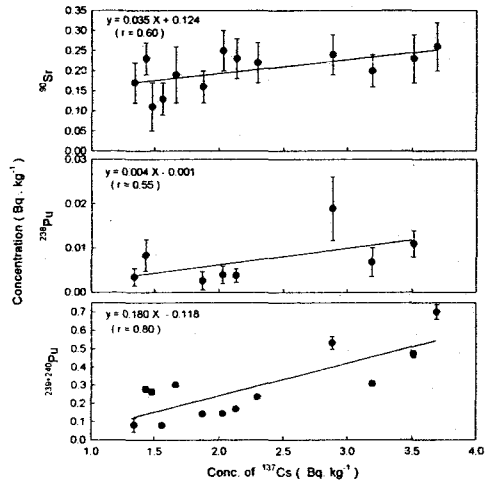 y = 0.035 X + 0.124
( r = 0.60)
0.35
0.30
0.25
0.20
0.15
0.10
0.05
0.00
90Sr
y = 0.004 X - 0.001
( r = 0.55)
0.03
0.02
0.01
0.00
238Pu
Concentration ( Bq . kg-1 )
y = 0.180 X - 0.118
( r = 0.80)
0.7
0.6
0.5
0.4
0.3
0.2
0.1
0.0
239+240Pu
1.0 1.5 2.0 2.5 3.0 3.5 4.0
Conc. of 137Cs ( Bq. kg-1 )